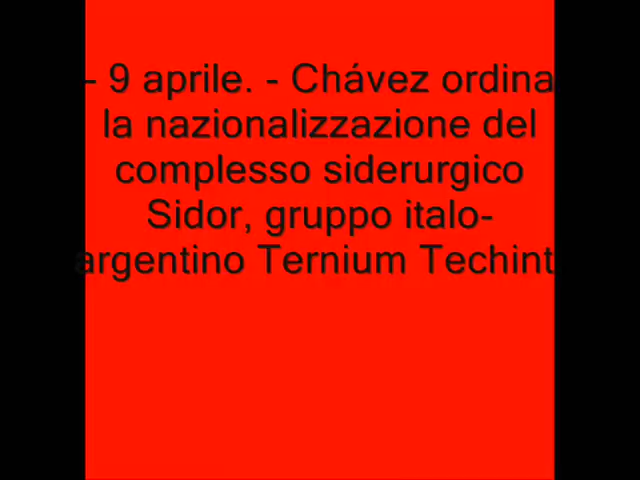 - 9 aprile. - Chávez ordina
la nazionalizzazione del
complesso siderurgico
Sidor, gruppo italo-
argentino Ternium Techint